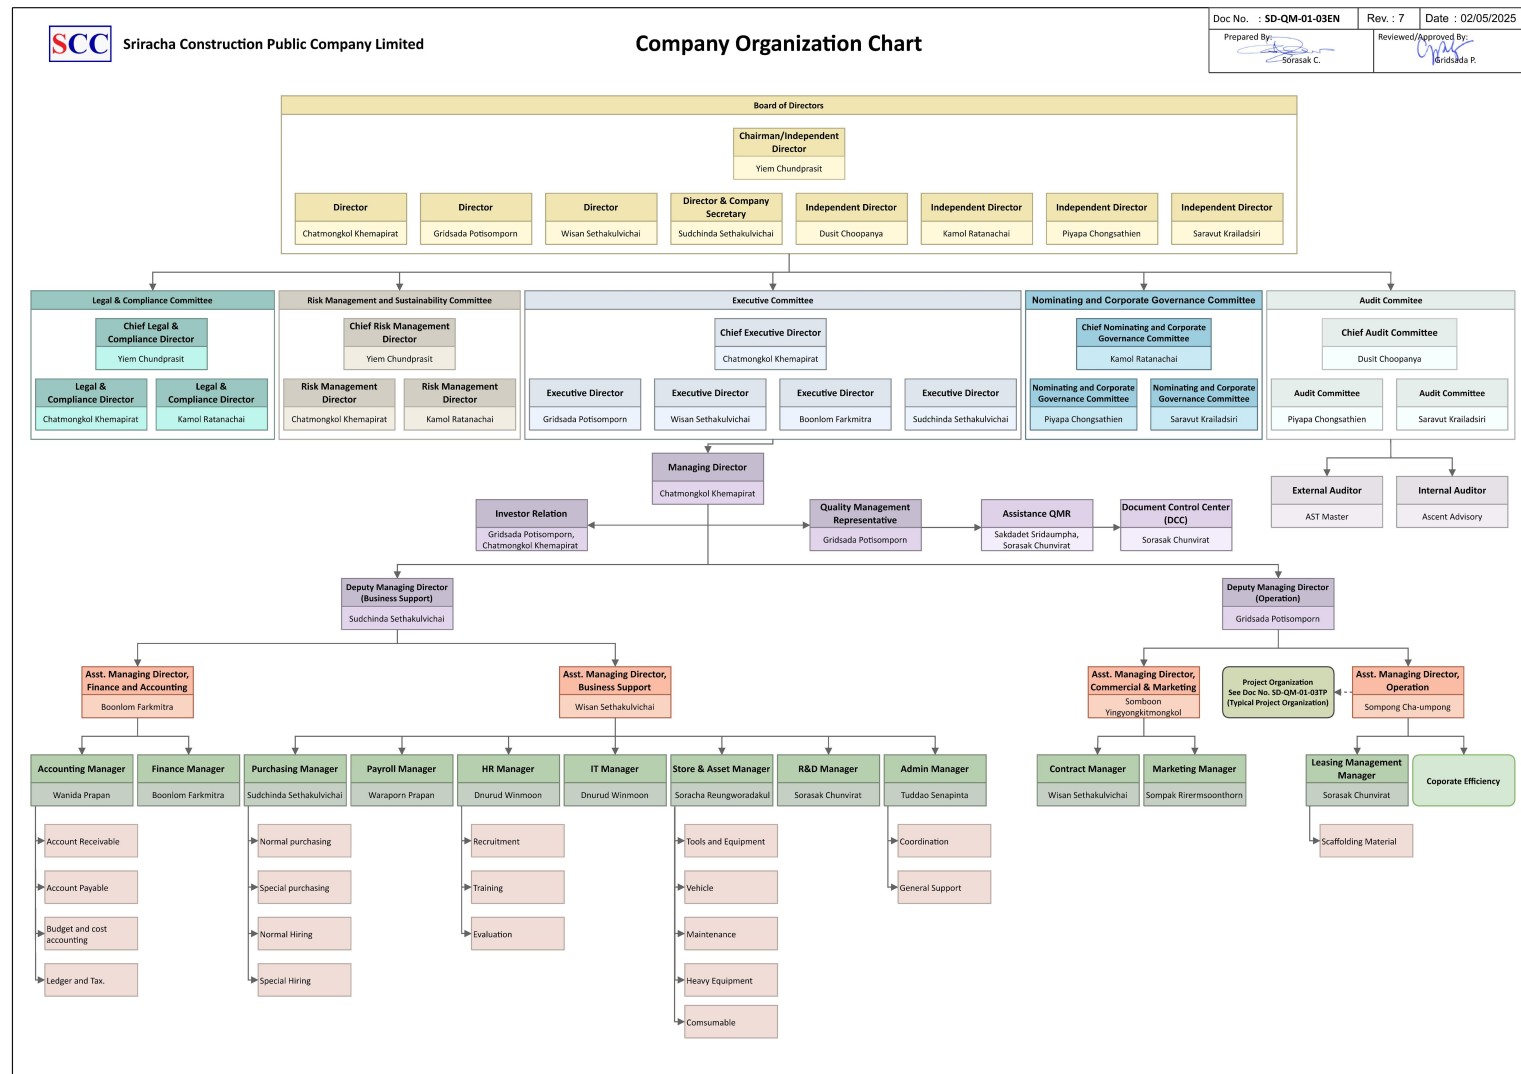 SCC
Sriracha Construction Public Company Limited
Company Organization Chart
Doc No. : SD-QM-01-03EN
Rev. : 7
Date : 02/05/2025
Prepared By:
Sorasak C.
Reviewed/Approved By:
Gridsada P.
Board of Directors
Chairman/Independent
Director
Yiem Chundprasit
Director
Chatmongkol Khemapirat
Director
Gridsada Potisomporn
Director
Wisan Sethakulvichai
Director & Company
Secretary
Sudchinda Sethakulvichai
Independent Director
Dusit Choopanya
Independent Director
Kamol Ratanachai
Independent Director
Piyapa Chongsathien
Independent Director
Saravut Krailadsiri
Legal & Compliance Committee
Chief Legal &
Compliance Director
Yiem Chundprasit
Legal &
Compliance Director
Chatmongkol Khemapirat
Legal &
Compliance Director
Kamol Ratanachai
Risk Management and Sustainability Committee
Chief Risk Management
Director
Yiem Chundprasit
Risk Management
Director
Chatmongkol Khemapirat
Risk Management
Director
Kamol Ratanachai
Executive Committee
Chief Executive Director
Chatmongkol Khemapirat
Executive Director
Gridsada Potisomporn
Executive Director
Wisan Sethakulvichai
Executive Director
Boonlom Farkmitra
Executive Director
Sudchinda Sethakulvichai
Nominating and Corporate Governance Committee
Chief Nominating and Corporate
Governance Committee
Kamol Ratanachai
Nominating and Corporate
Governance Committee
Piyapa Chongsathien
Nominating and Corporate
Governance Committee
Saravut Krailadsiri
Audit Commitee
Chief Audit Committee
Dusit Choopanya
Audit Committee
Piyapa Chongsathien
Audit Committee
Saravut Krailadsiri
Managing Director
Chatmongkol Khemapirat
External Auditor
AST Master
Internal Auditor
Ascent Advisory
Investor Relation
Gridsada Potisomporn,
Chatmongkol Khemapirat
Quality Management
Representative
Gridsada Potisomporn
Assistance QMR
Sakdadet Sridaumpha,
Sorasak Chunvirat
Document Control Center
(DCC)
Sorasak Chunvirat
Deputy Managing Director
(Business Support)
Sudchinda Sethakulvichai
Deputy Managing Director
(Operation)
Gridsada Potisomporn
Asst. Managing Director,
Finance and Accounting
Boonlom Farkmitra
Asst. Managing Director,
Business Support
Wisan Sethakulvichai
Asst. Managing Director,
Commercial & Marketing
Somboon
Yingyongkitmongkol
Project Organization
See Doc No. SD-QM-01-03TP
(Typical Project Organization)
Asst. Managing Director,
Operation
Sompong Cha-umpong
Accounting Manager
Wanida Prapan
Finance Manager
Boonlom Farkmitra
Purchasing Manager
Sudchinda Sethakulvichai
Payroll Manager
Waraporn Prapan
HR Manager
Dnurud Winmoon
IT Manager
Dnurud Winmoon
Store & Asset Manager
Soracha Reungworadakul
R&D Manager
Sorasak Chunvirat
Admin Manager
Tuddao Senapinta
Contract Manager
Wisan Sethakulvichai
Marketing Manager
Sompak Rirermsoonthorn
Leasing Management
Manager
Sorasak Chunvirat
Coporate Efficiency
Account Receivable
Account Payable
Budget and cost
accounting
Ledger and Tax.
Normal purchasing
Special purchasing
Normal Hiring
Special Hiring
Recruitment
Training
Evaluation
Tools and Equipment
Vehicle
Maintenance
Heavy Equipment
Comsumable
Coordination
General Support
Scaffolding Material